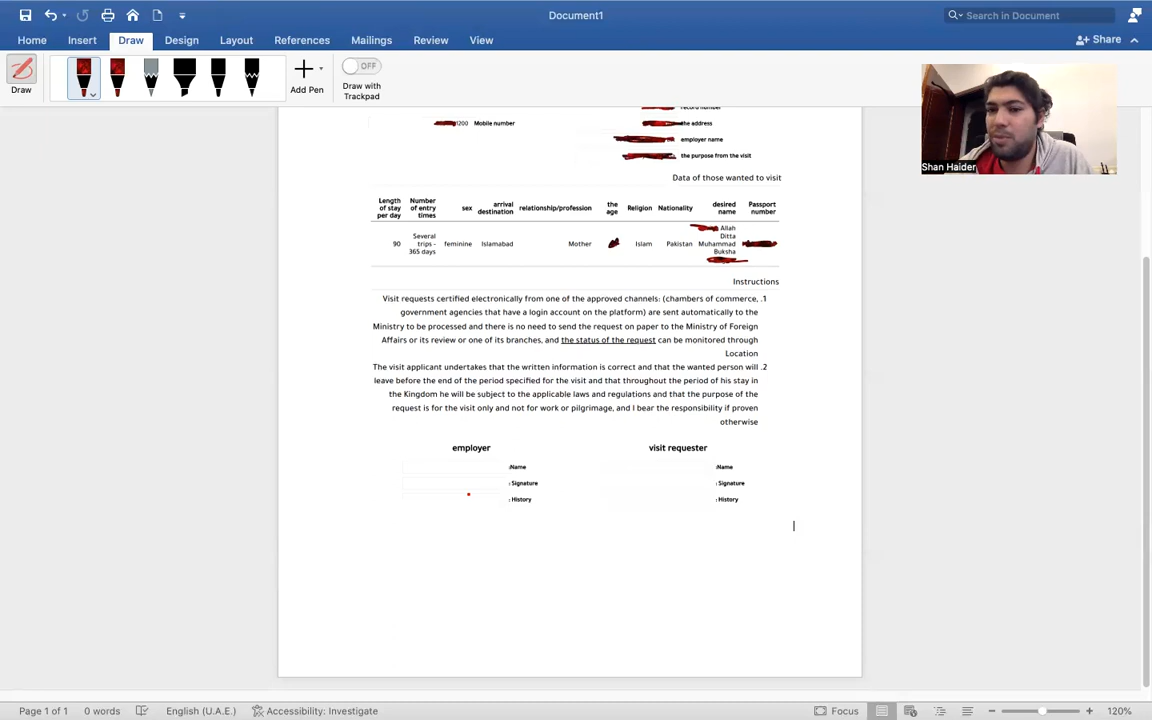 Document1
Search in Document
Home Insert Draw Design Layout References Mailings Review View
Share
Draw
Add Pen
OFF
Draw with
Trackpad
Shan Haider
record number
200 Mobile number
the address
employer name
the purpose from the visit
Data of those wanted to visit
Length of stay per day
Number of entry times
sex
arrival destination
relationship/profession
the age
Religion
Nationality
desired name
Passport number
90
Several trips - 365 days
feminine
Islamabad
Mother
Islam
Pakistan
Allah
Ditta
Muhammad
Buksha
Instructions
Visit requests certified electronically from one of the approved channels: (chambers of commerce, .1
government agencies that have a login account on the platform) are sent automatically to the
Ministry to be processed and there is no need to send the request on paper to the Ministry of Foreign
Affairs or its review or one of its branches, and the status of the request can be monitored through
Location
The visit applicant undertakes that the written information is correct and that the wanted person will .2
leave before the end of the period specified for the visit and that throughout the period of his stay in
the Kingdom he will be subject to the applicable laws and regulations and that the purpose of the
request is for the visit only and not for work or pilgrimage, and I bear the responsibility if proven
otherwise
employer visit requester
:Name :Name
: Signature : Signature
: History : History
Page 1 of 1 0 words English (U.A.E.) Accessibility: Investigate Focus 120%